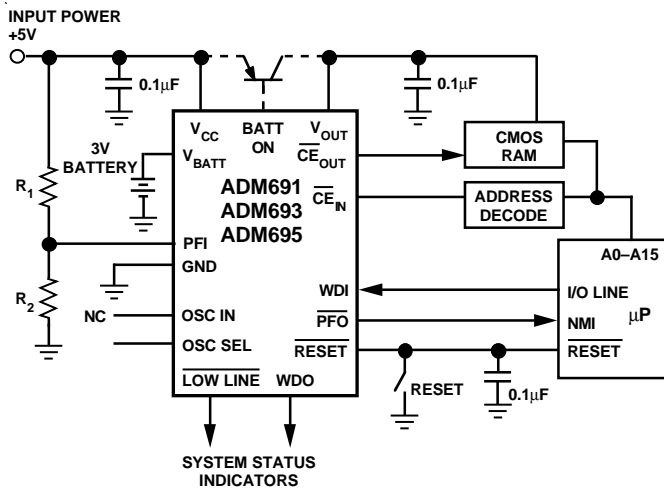 INPUT POWER
+5V
0.1µF
0.1µF
VCC
BATT
ON
VOUT
3V
BATTERY
VBATT
CEOUT
CMOS
RAM
R1
ADM691
ADM693
ADM695
CEIN
ADDRESS
DECODE
PFI
A0–A15
GND
R2
WDI
I/O LINE
µP
NC
OSC IN
PFO
NMI
OSC SEL
RESET
RESET
LOW LINE
WDO
RESET
0.1µF
SYSTEM STATUS
INDICATORS